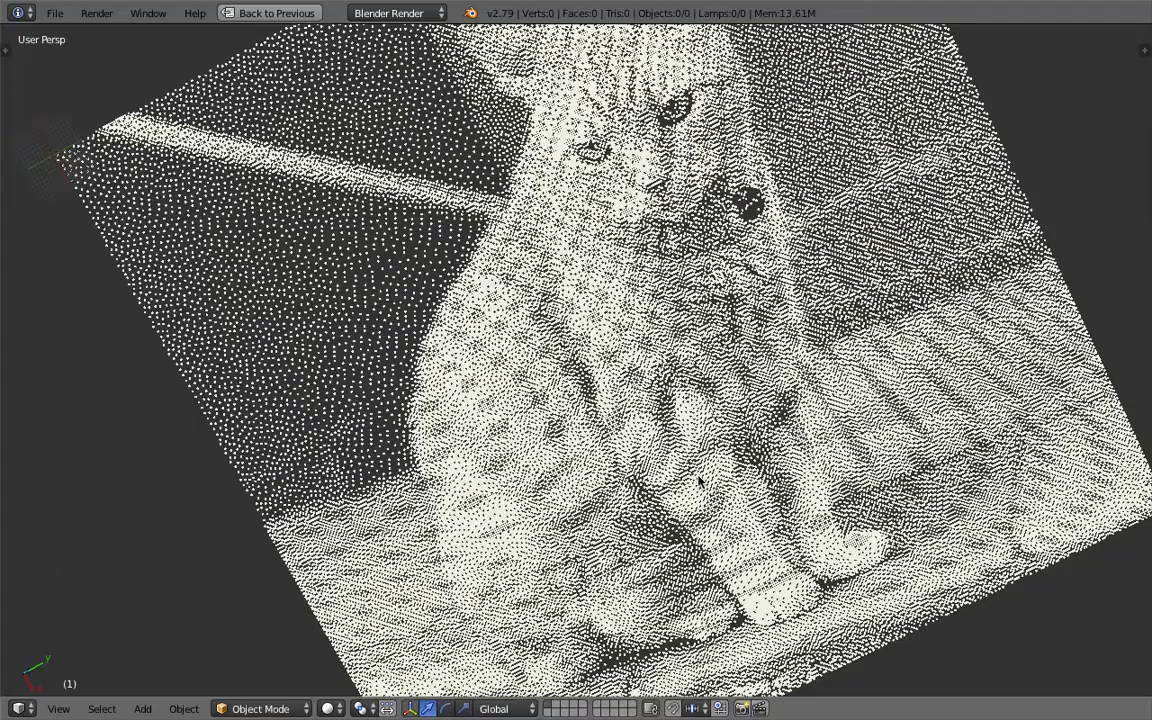 File Render Window Help Back to Previous Blender Render v2.79 | Verts:0 | Faces:0 | Tris:0 | Objects:0/0 | Lamps:0/0 | Mem:13.61M
User Persp
y
x
(1)
View Select Add Object Object Mode Global